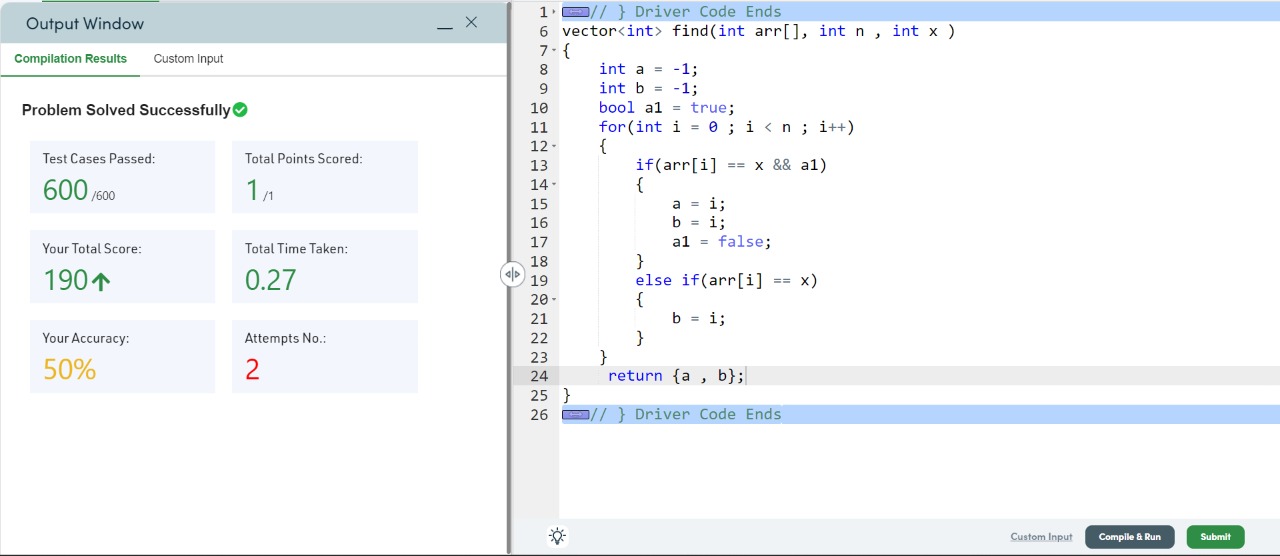 Output Window
Compilation Results
Custom Input
Problem Solved Successfully
Test Cases Passed:
600 /600
Total Points Scored:
1 /1
Your Total Score:
190
Total Time Taken:
0.27
Your Accuracy:
50%
Attempts No.:
2
1 // } Driver Code Ends
6 vector<int> find(int arr[], int n , int x )
7 {
8     int a = -1;
9     int b = -1;
10     bool a1 = true;
11     for(int i = 0 ; i < n ; i++)
12     {
13         if(arr[i] == x && a1)
14         {
15             a = i;
16             b = i;
17             a1 = false;
18         }
19         else if(arr[i] == x)
20         {
21             b = i;
22         }
23     }
24      return {a , b};
25 }
26 // } Driver Code Ends
Custom Input
Compile & Run
Submit